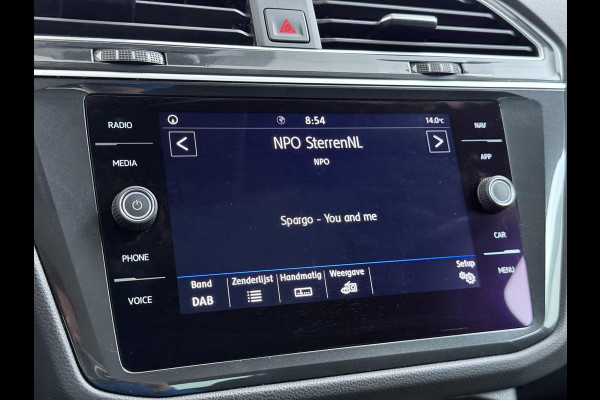 8:54
14.0°C
RADIO
NPO SterrenNL
NAV
NPO
MEDIA
APP
Spargo - You and me
PHONE
CAR
VOICE
MENU
Band
DAB
Zenderlijst
Handmatig
Weergave
Setup